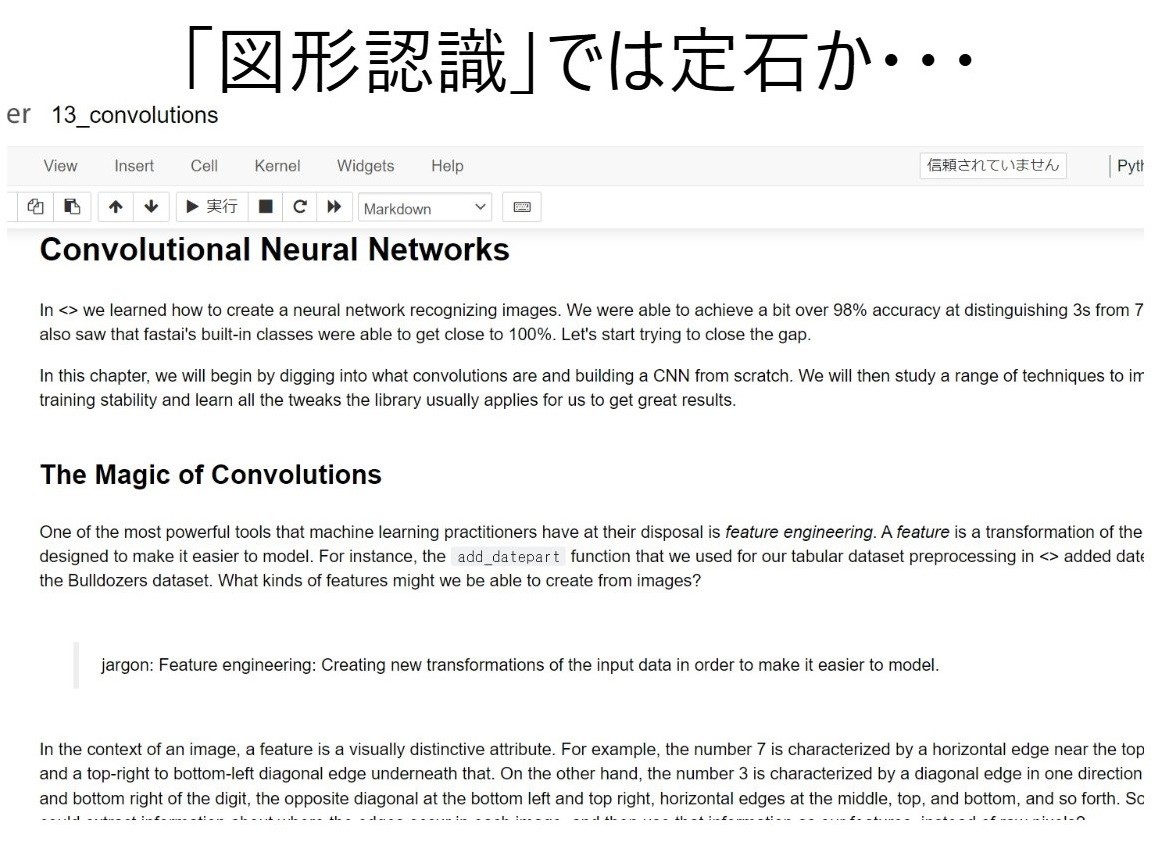 「図形認識」では定石か・・・
er 13_convolutions
View Insert Cell Kernel Widgets Help 信頼されていません Pyth
実行 Markdown
Convolutional Neural Networks
In <> we learned how to create a neural network recognizing images. We were able to achieve a bit over 98% accuracy at distinguishing 3s from 7
also saw that fastai's built-in classes were able to get close to 100%. Let's start trying to close the gap.
In this chapter, we will begin by digging into what convolutions are and building a CNN from scratch. We will then study a range of techniques to im
training stability and learn all the tweaks the library usually applies for us to get great results.
The Magic of Convolutions
One of the most powerful tools that machine learning practitioners have at their disposal is feature engineering. A feature is a transformation of the
designed to make it easier to model. For instance, the add_datepart function that we used for our tabular dataset preprocessing in <> added date
the Bulldozers dataset. What kinds of features might we be able to create from images?
jargon: Feature engineering: Creating new transformations of the input data in order to make it easier to model.
In the context of an image, a feature is a visually distinctive attribute. For example, the number 7 is characterized by a horizontal edge near the top
and a top-right to bottom-left diagonal edge underneath that. On the other hand, the number 3 is characterized by a diagonal edge in one direction
and bottom right of the digit, the opposite diagonal at the bottom left and top right, horizontal edges at the middle, top, and bottom, and so forth. So